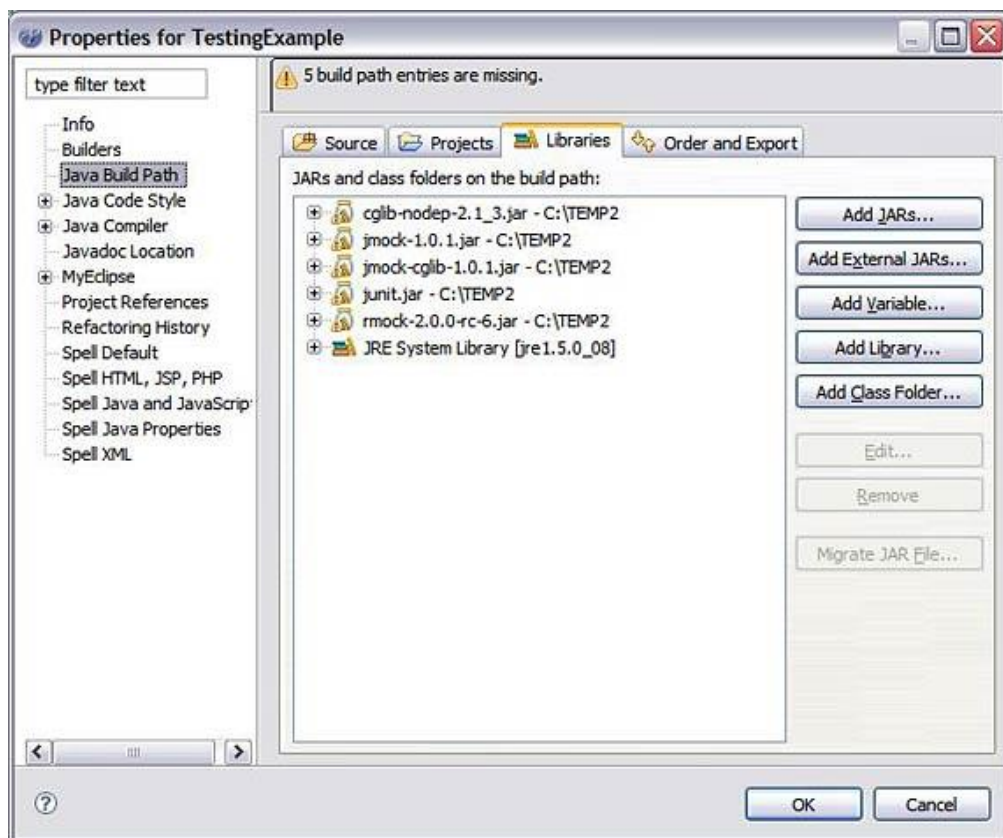 Properties for TestingExample
type filter text
Info
Builders
Java Build Path
Java Code Style
Java Compiler
Javadoc Location
MyEclipse
Project References
Refactoring History
Spell Default
Spell HTML, JSP, PHP
Spell Java and JavaScrip
Spell Java Properties
Spell XML
5 build path entries are missing.
Source
Projects
Libraries
Order and Export
JARs and class folders on the build path:
cglib-nodep-2.1_3.jar - C:\TEMP2
jmock-1.0.1.jar - C:\TEMP2
jmock-cglib-1.0.1.jar - C:\TEMP2
junit.jar - C:\TEMP2
rmock-2.0.0-rc-6.jar - C:\TEMP2
JRE System Library [jre1.5.0_08]
Add JARs...
Add External JARs...
Add Variable...
Add Library...
Add Class Folder...
Edit...
Remove
Migrate JAR File...
OK
Cancel